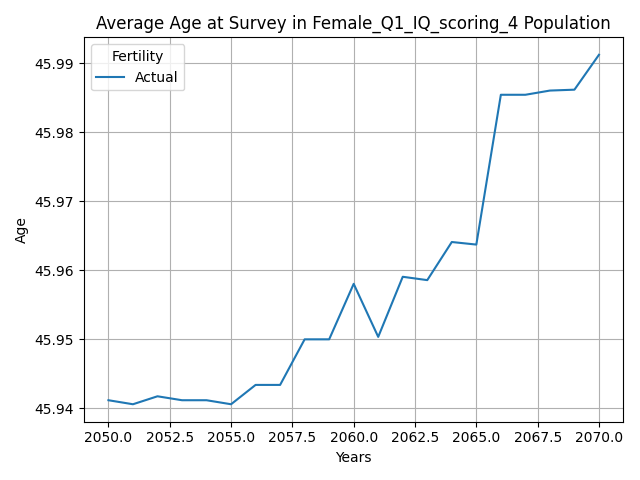 Average Age at Survey in Female_Q1_IQ_scoring_4 Population
Fertility
Actual
45.99
45.98
45.97
45.96
45.95
45.94
Age
2050.0 2052.5 2055.0 2057.5 2060.0 2062.5 2065.0 2067.5 2070.0
Years